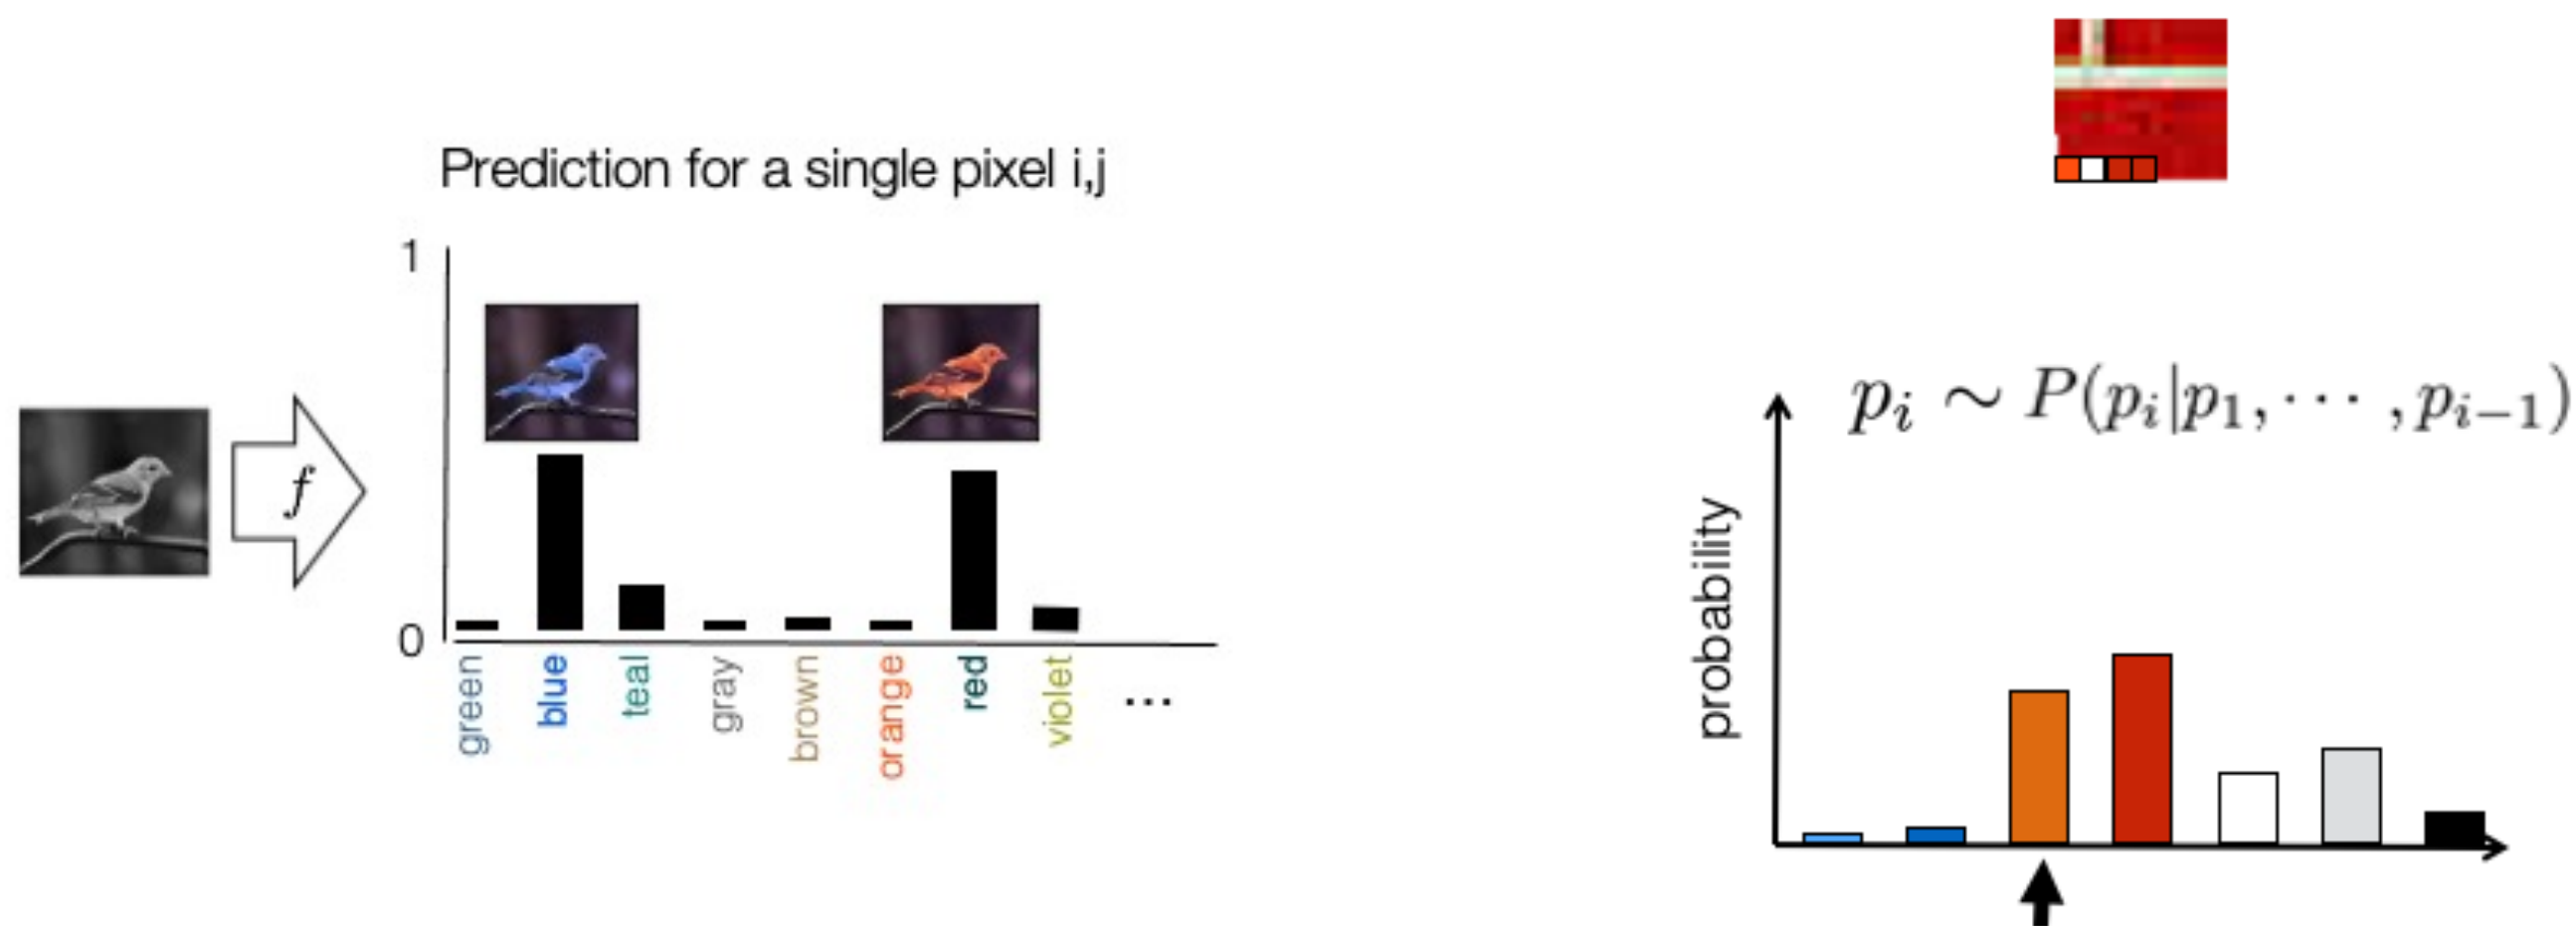 Prediction for a single pixel i,j
1
f
0
green
blue
teal
gray
brown
orange
red
violet
...
p_i ∼ P(p_i|p_1, ⋯ , p_{i−1})
probability